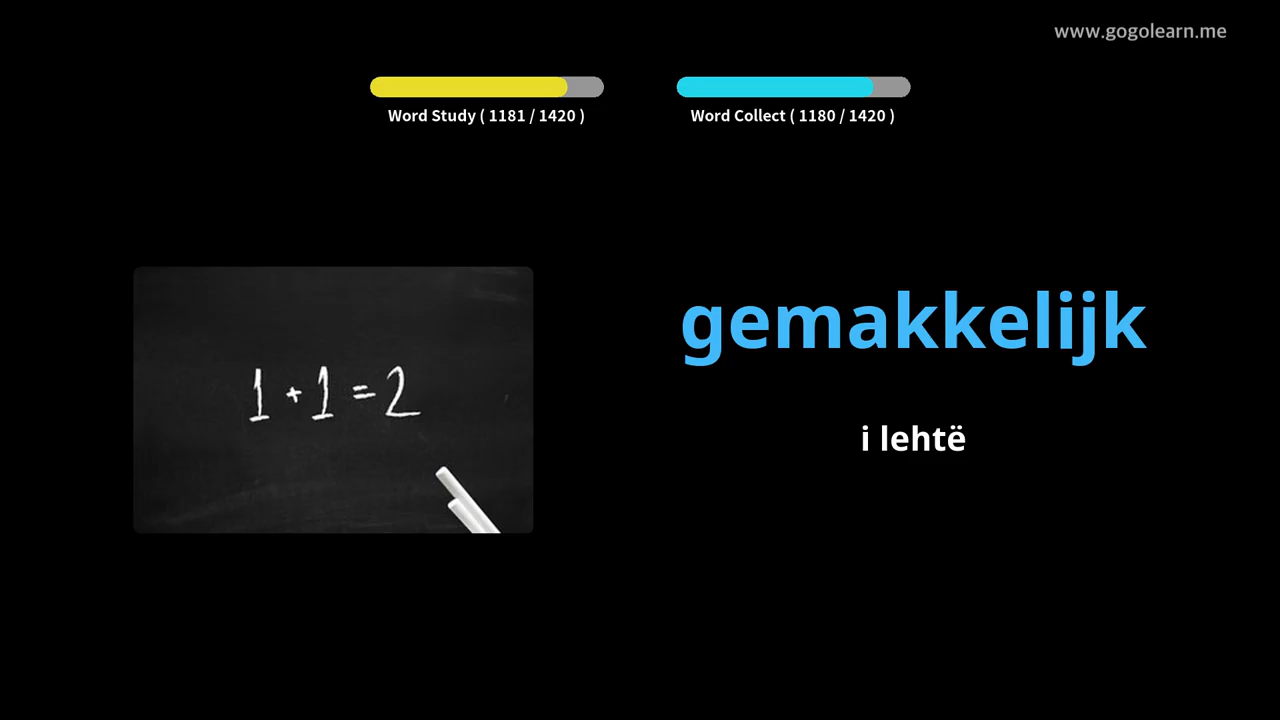 www.gogolearn.me
Word Study ( 1181 / 1420 )
Word Collect ( 1180 / 1420 )
1 + 1 = 2
gemakkelijk
i lehtë